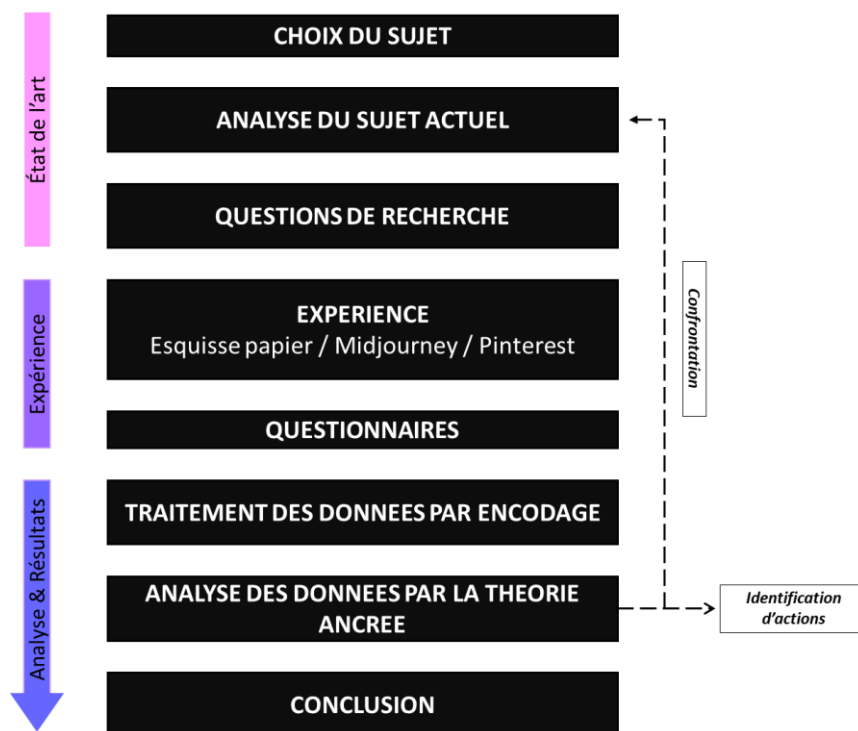 État de l'art
CHOIX DU SUJET
ANALYSE DU SUJET ACTUEL
QUESTIONS DE RECHERCHE
Expérience
EXPERIENCE
Esquisse papier / Midjourney / Pinterest
QUESTIONNAIRES
Confrontation
Analyse & Résultats
TRAITEMENT DES DONNEES PAR ENCODAGE
ANALYSE DES DONNEES PAR LA THEORIE
ANCREE
Identification
d'actions
CONCLUSION